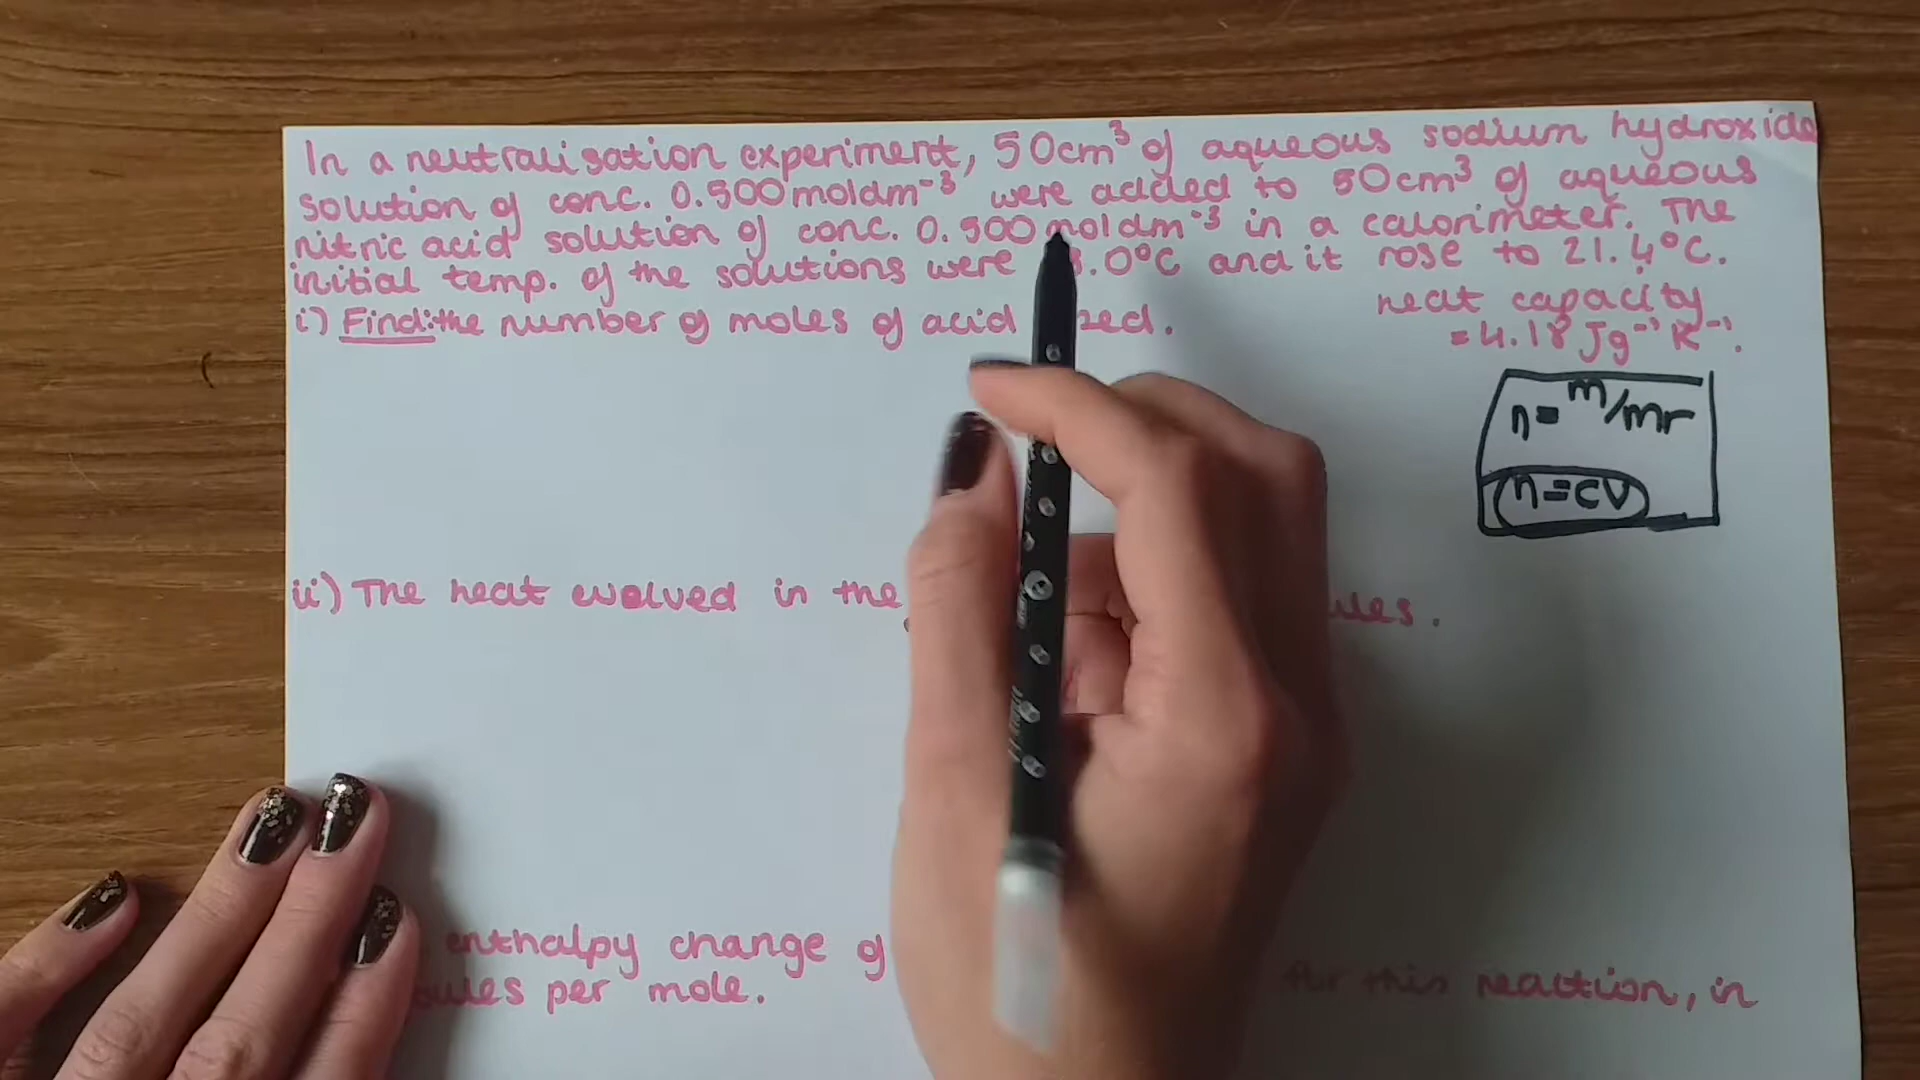 In a neutralisation experiment, 50cm³ of aqueous sodium hydroxide
solution of conc. 0.500moldm⁻³ were added to 50cm³ of aqueous
nitric acid solution of conc. 0.500 moldm⁻³ in a calorimeter. The
initial temp. of the solutions were .0°C and it rose to 21.4°C.
heat capacity
= 4.18 Jg⁻¹ K⁻¹.
i) Find: the number of moles of acid
n = m/mr
n = cv
ii) The heat evolved in the
enthalpy change of for this reaction, in
per mole.